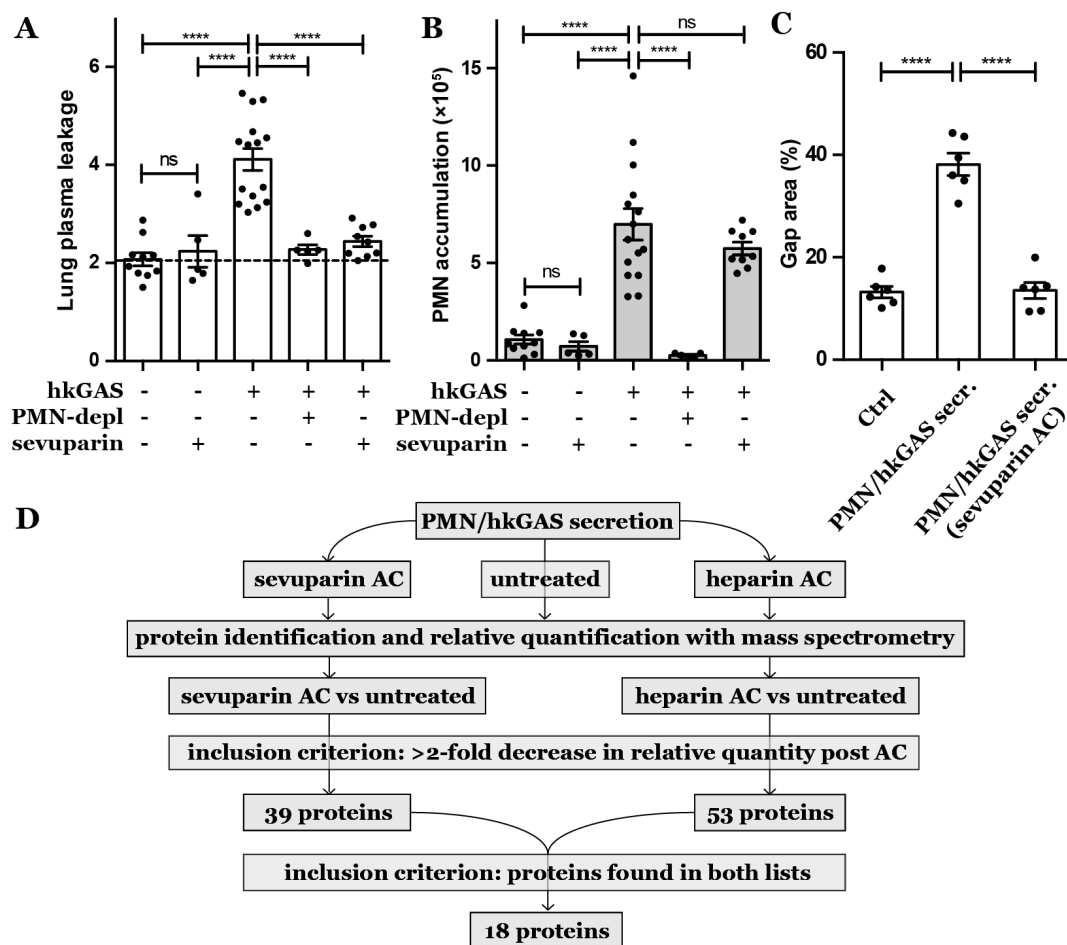 A
**** ****
**** ****
ns
Lung plasma leakage
6
4
2
0
hkGAS - - + + +
PMN-depl - - - + -
sevuparin - + - - +
B
**** ns
**** ****
ns
PMN accumulation (×10⁵)
15
10
5
0
hkGAS - - + + +
PMN-depl - - - + -
sevuparin - + - - +
C
**** ****
Gap area (%)
60
40
20
0
Ctrl
PMN/hkGAS secr.
PMN/hkGAS secr.
(sevuparin AC)
D
PMN/hkGAS secretion
sevuparin AC untreated heparin AC
protein identification and relative quantification with mass spectrometry
sevuparin AC vs untreated heparin AC vs untreated
inclusion criterion: >2-fold decrease in relative quantity post AC
39 proteins 53 proteins
inclusion criterion: proteins found in both lists
18 proteins